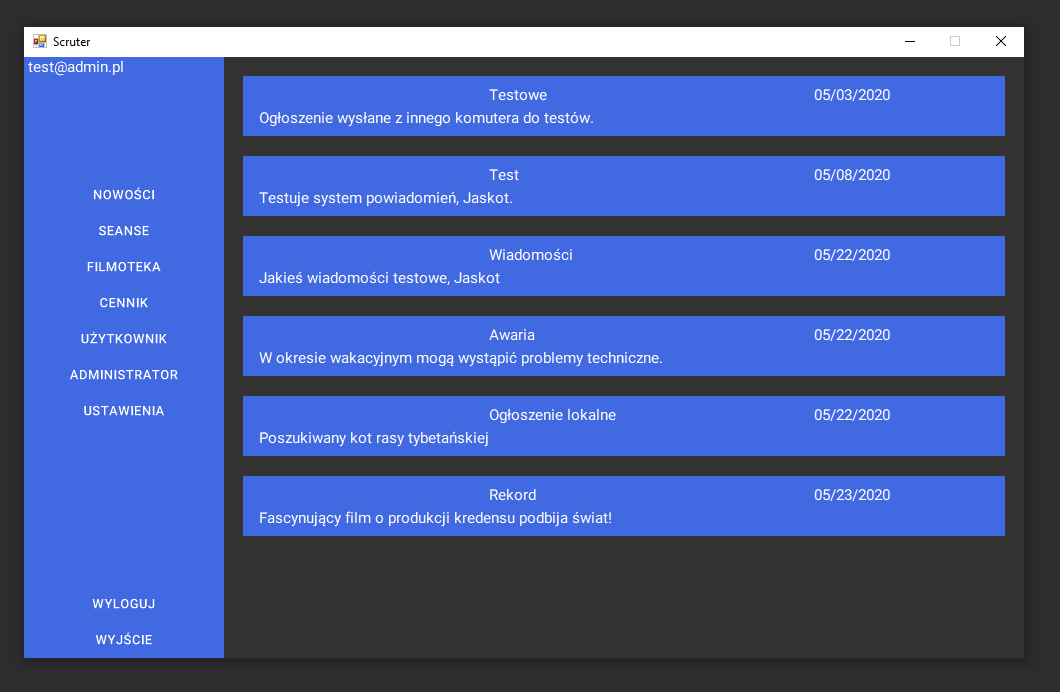 Scruter
test@admin.pl
NOWOŚCI
SEANSE
FILMOTEKA
CENNIK
UŻYTKOWNIK
ADMINISTRATOR
USTAWIENIA
WYLOGUJ
WYJŚCIE
Testowe 05/03/2020
Ogłoszenie wysłane z innego komutera do testów.
Test 05/08/2020
Testuje system powiadomień, Jaskot.
Wiadomości 05/22/2020
Jakieś wiadomości testowe, Jaskot
Awaria 05/22/2020
W okresie wakacyjnym mogą wystąpić problemy techniczne.
Ogłoszenie lokalne 05/22/2020
Poszukiwany kot rasy tybetańskiej
Rekord 05/23/2020
Fascynujący film o produkcji kredensu podbija świat!